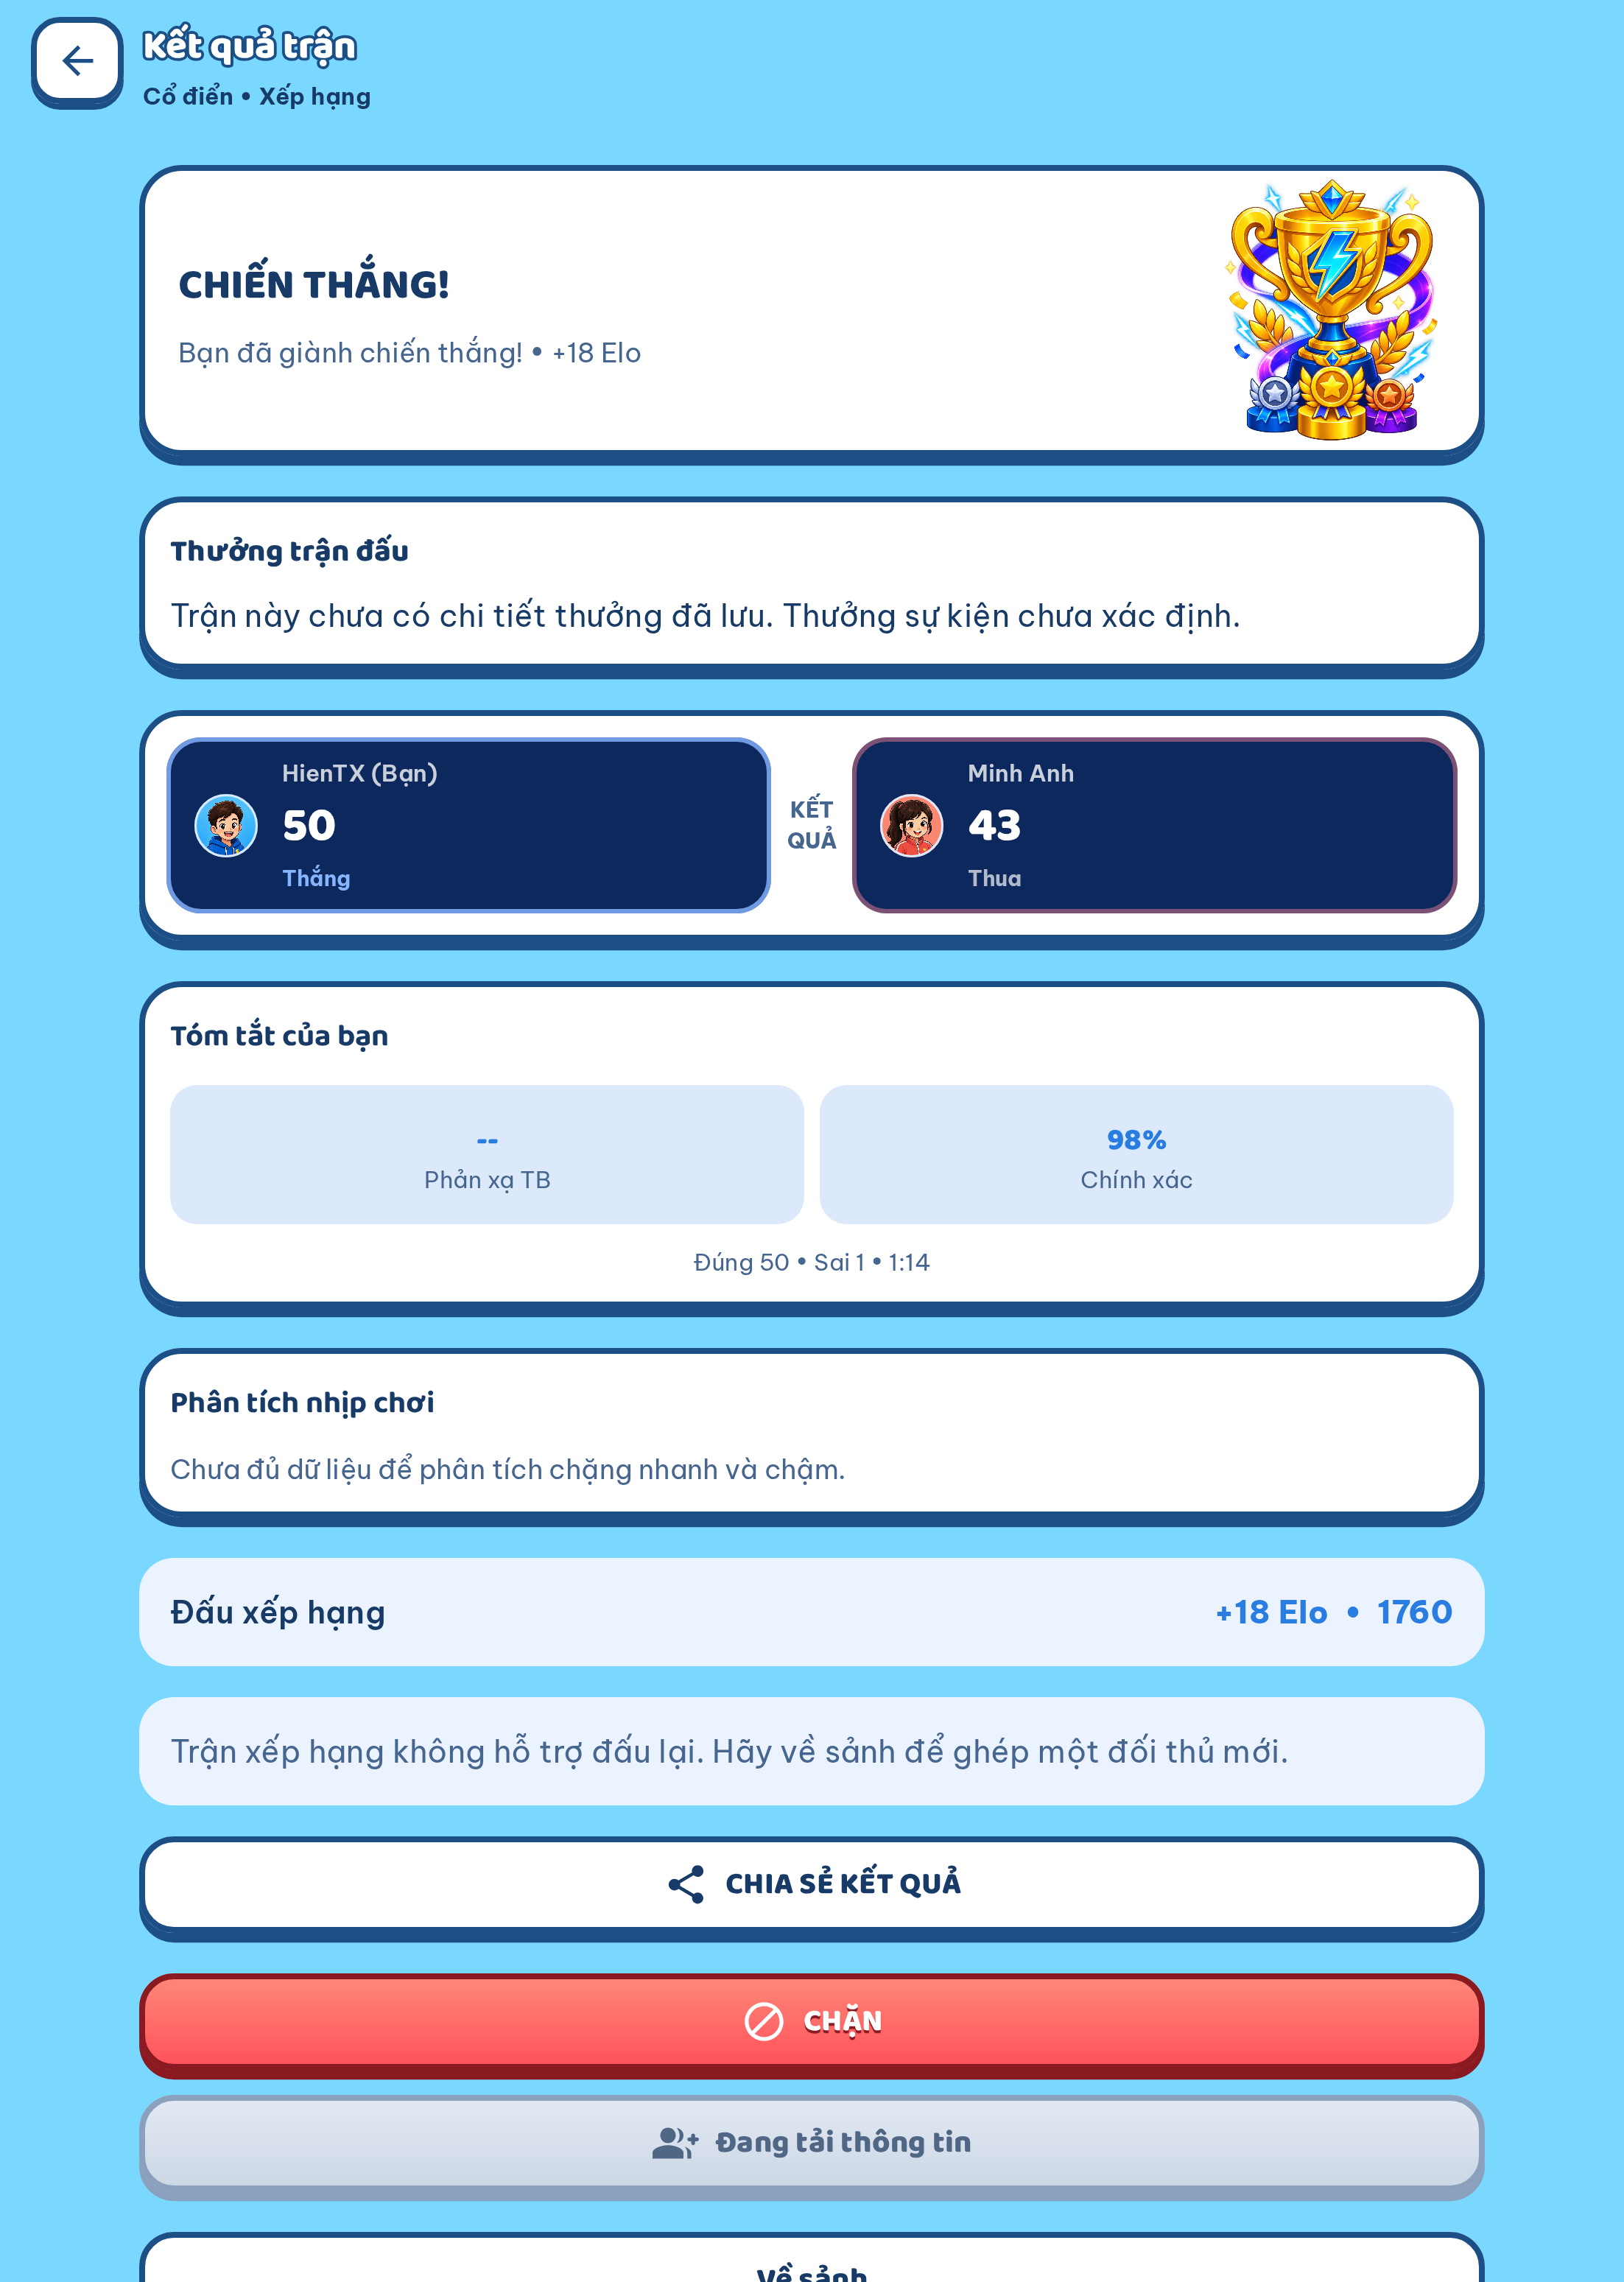 Kết quả trận
Cổ điển • Xếp hạng
CHIẾN THẮNG!
Bạn đã giành chiến thắng! • +18 Elo
Thưởng trận đấu
Trận này chưa có chi tiết thưởng đã lưu. Thưởng sự kiện chưa xác định.
HienTX (Bạn)
50
Thắng
KẾT
QUẢ
Minh Anh
43
Thua
Tóm tắt của bạn
--
Phản xạ TB
98%
Chính xác
Đúng 50 • Sai 1 • 1:14
Phân tích nhịp chơi
Chưa đủ dữ liệu để phân tích chặng nhanh và chậm.
Đấu xếp hạng
+18 Elo • 1760
Trận xếp hạng không hỗ trợ đấu lại. Hãy về sảnh để ghép một đối thủ mới.
CHIA SẺ KẾT QUẢ
CHẶN
Đang tải thông tin
Về sảnh